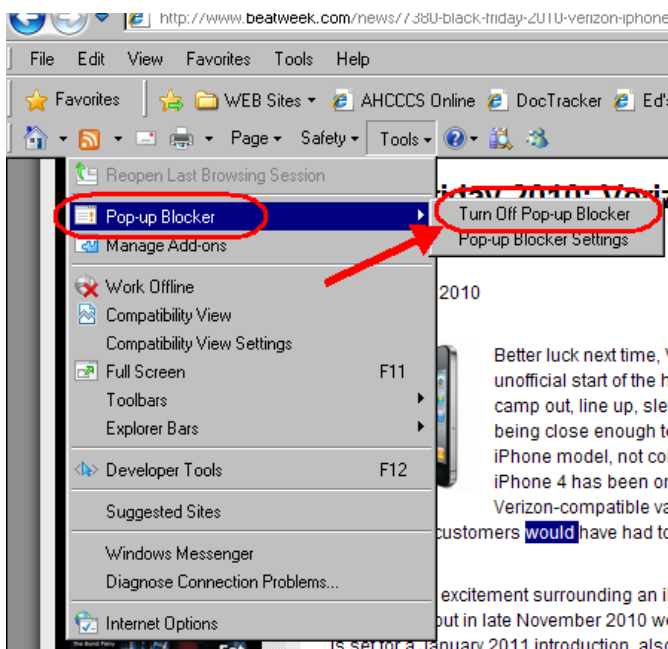 http://www.beatweek.com/news/7380-black-friday-2010-verizon-iphone
File Edit View Favorites Tools Help
Favorites WEB Sites AHCCCS Online DocTracker Ed's
Page Safety Tools
Reopen Last Browsing Session
Pop-up Blocker
Turn Off Pop-up Blocker
Manage Add-ons
Pop-up Blocker Settings
Work Offline
2010
Compatibility View
Compatibility View Settings
Better luck next time,
Full Screen F11
unofficial start of the
Toolbars
camp out, line up,
Explorer Bars
being close enough
iPhone model, not
Developer Tools F12
iPhone 4 has been
Suggested Sites
Verizon-compatible
customers would have had
Windows Messenger
Diagnose Connection Problems...
excitement surrounding an
Internet Options
out in late November 2010
is set for a January 2011 introduction,
The Band Perry